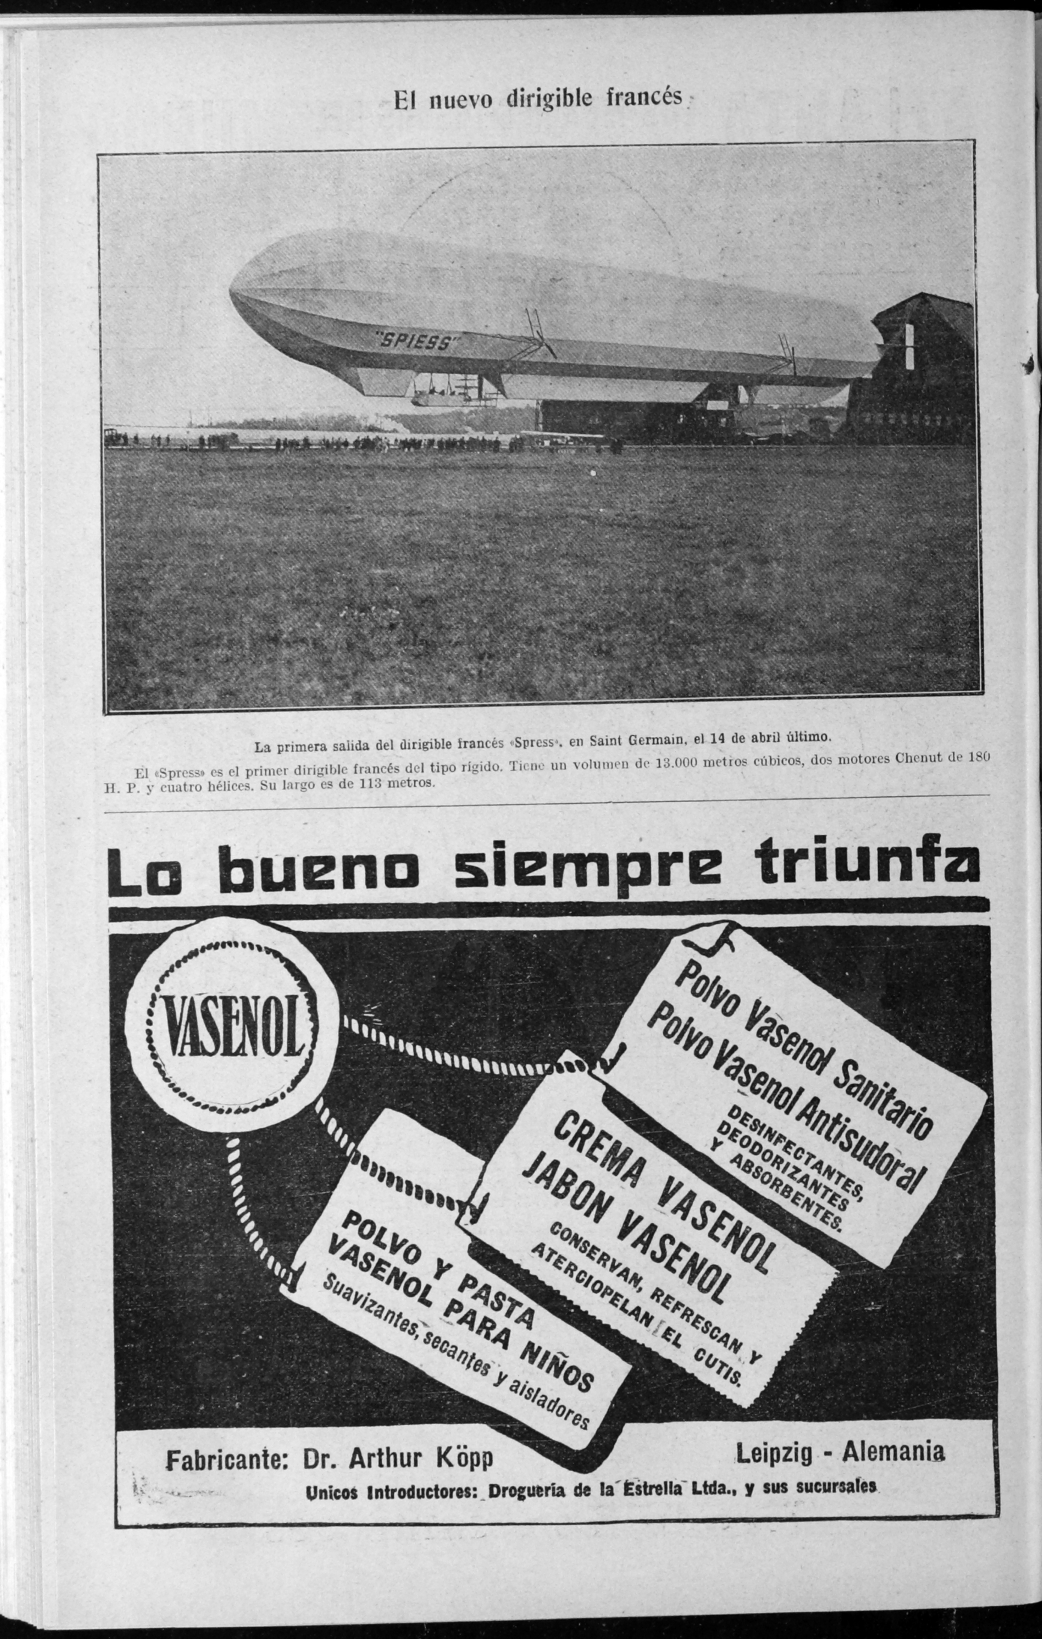 El nuevo dirigible francés
"SPIESS"
La primera salida del dirigible francés «Spress», en Saint Germain, el 14 de abril último.
El «Spress» es el primer dirigible francés del tipo rígido. Tiene un volumen de 13.000 metros cúbicos, dos motores Chenut de 180
H. P. y cuatro hélices. Su largo es de 113 metros.
Lo bueno siempre triunfa
VASENOL
Polvo Vasenol Sanitario
Polvo Vasenol Antisudoral
DESINFECTANTES,
DEODORIZANTES
Y ABSORBENTES.
CREMA VASENOL
JABON VASENOL
CONSERVAN, REFRESCAN Y
ATERCIOPELAN EL CUTIS.
POLVO Y PASTA
VASENOL PARA NIÑOS
Suavizantes, secantes y aisladores
Fabricante: Dr. Arthur Köpp
Leipzig - Alemania
Unicos Introductores: Droguería de la Estrella Ltda., y sus sucursales